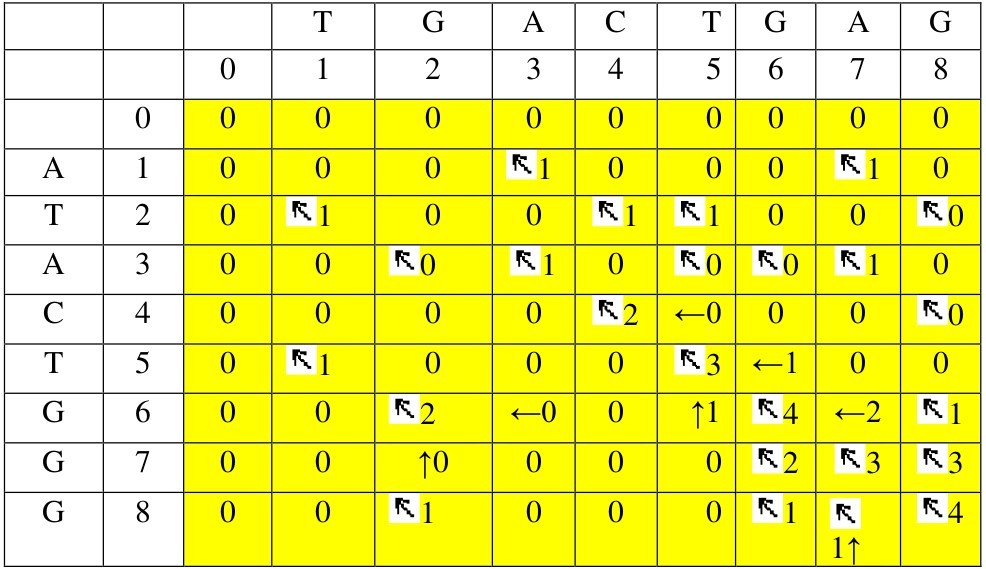 T G A C T G A G
0 1 2 3 4 5 6 7 8
0 0 0 0 0 0 0 0 0 0
A 1 0 0 0 ↖1 0 0 0 ↖1 0
T 2 0 ↖1 0 0 ↖1 ↖1 0 0 ↖0
A 3 0 0 ↖0 ↖1 0 ↖0 ↖0 ↖1 0
C 4 0 0 0 0 ↖2 ←0 0 0 ↖0
T 5 0 ↖1 0 0 0 ↖3 ←1 0 0
G 6 0 0 ↖2 ←0 0 ↑1 ↖4 ←2 ↖1
G 7 0 0 ↑0 0 0 0 ↖2 ↖3 ↖3
G 8 0 0 ↖1 0 0 0 ↖1 ↖ ↖4
1↑